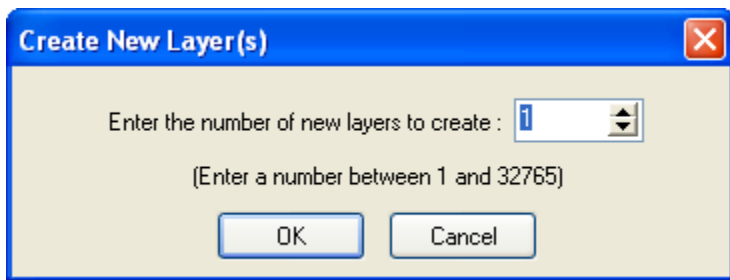 Create New Layer(s)
Enter the number of new layers to create : 1
(Enter a number between 1 and 32765)
OK Cancel